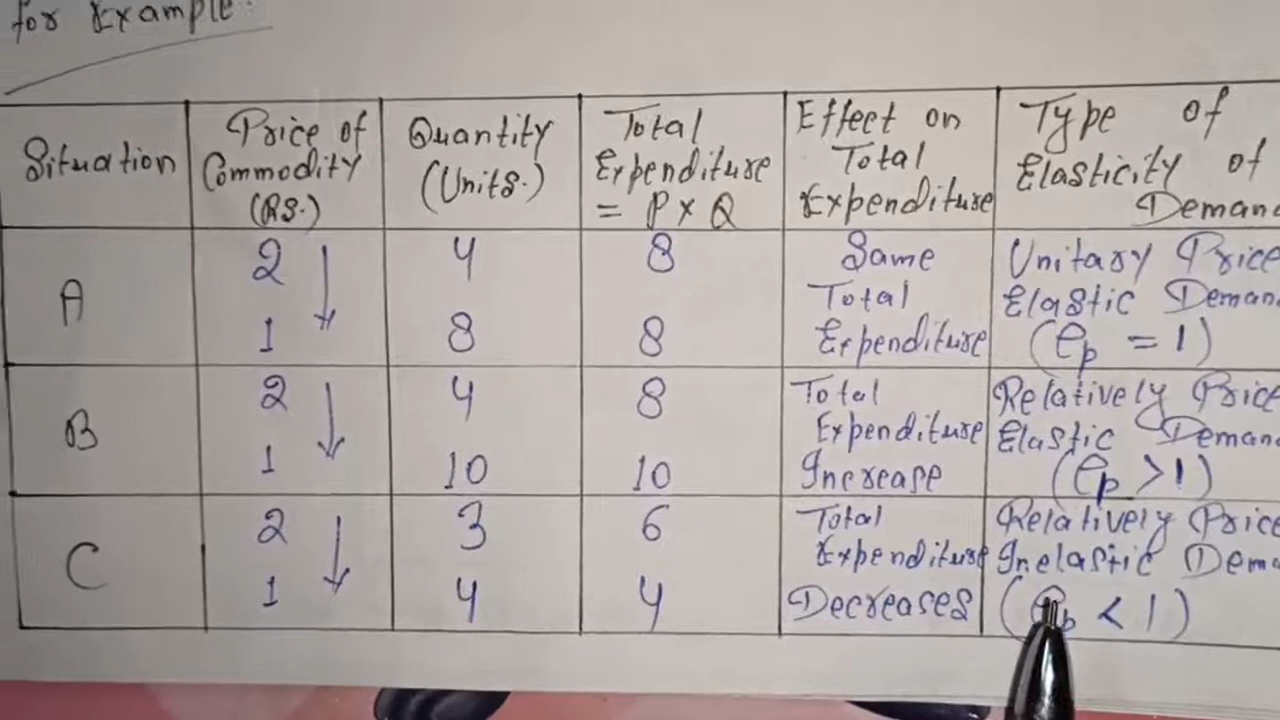 for Example:
Situation
Price of
Commodity
(Rs.)
Quantity
(Units.)
Total
Expenditure
= P X Q
Effect on
Total
Expenditure
Type of
Elasticity of
Deman
A
2
1
4
8
8
8
Same
Total
Expenditure
Unitary Price
Elastic Deman
(ep = 1)
B
2
1
4
10
8
10
Total
Expenditure
Increase
Relatively Price
Elastic Deman
(ep > 1)
C
2
1
3
4
6
4
Total
Expenditure
Decreases
Relatively Price
Inelastic Dema
(ep < 1)